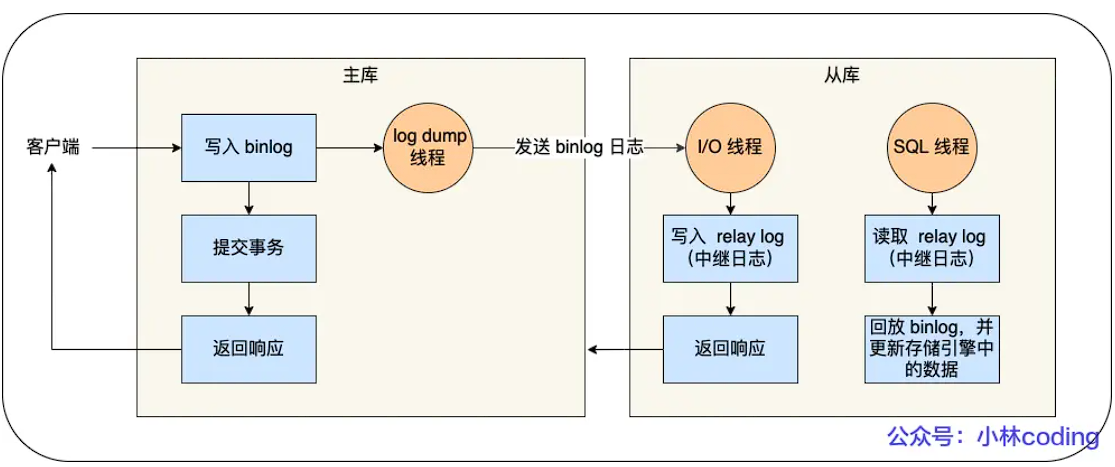 主库
从库
客户端
写入 binlog
log dump
线程
发送 binlog 日志
I/O 线程
SQL 线程
提交事务
写入 relay log
（中继日志）
读取 relay log
（中继日志）
返回响应
返回响应
回放 binlog，并
更新存储引擎中
的数据
公众号：小林coding